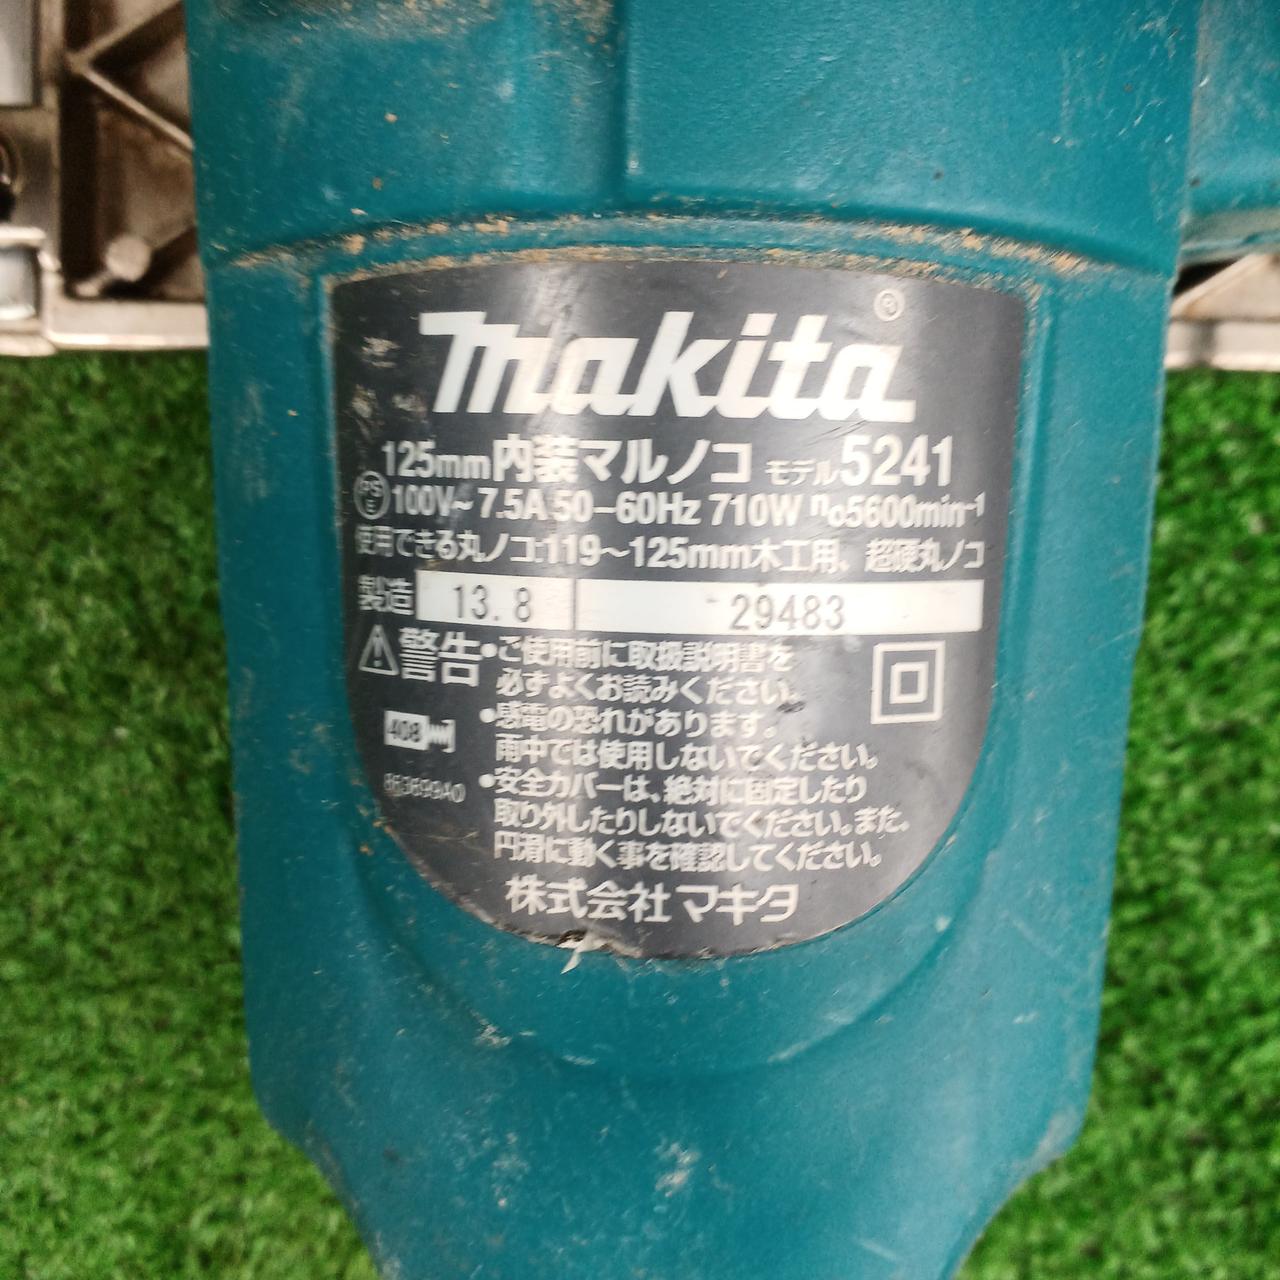 makita ®
125mm内装マルノコ モデル5241
PS E 100V~ 7.5A 50-60Hz 710W n₀5600min⁻¹
使用できる丸ノコ:119~125mm木工用、超硬丸ノコ
製造 13.8 29483
警告 •ご使用前に取扱説明書を
必ずよくお読みください。
•感電の恐れがあります。
雨中では使用しないでください。
408
•安全カバーは、絶対に固定したり
取り外したりしないでください。また、
円滑に動く事を確認してください。
株式会社マキタ